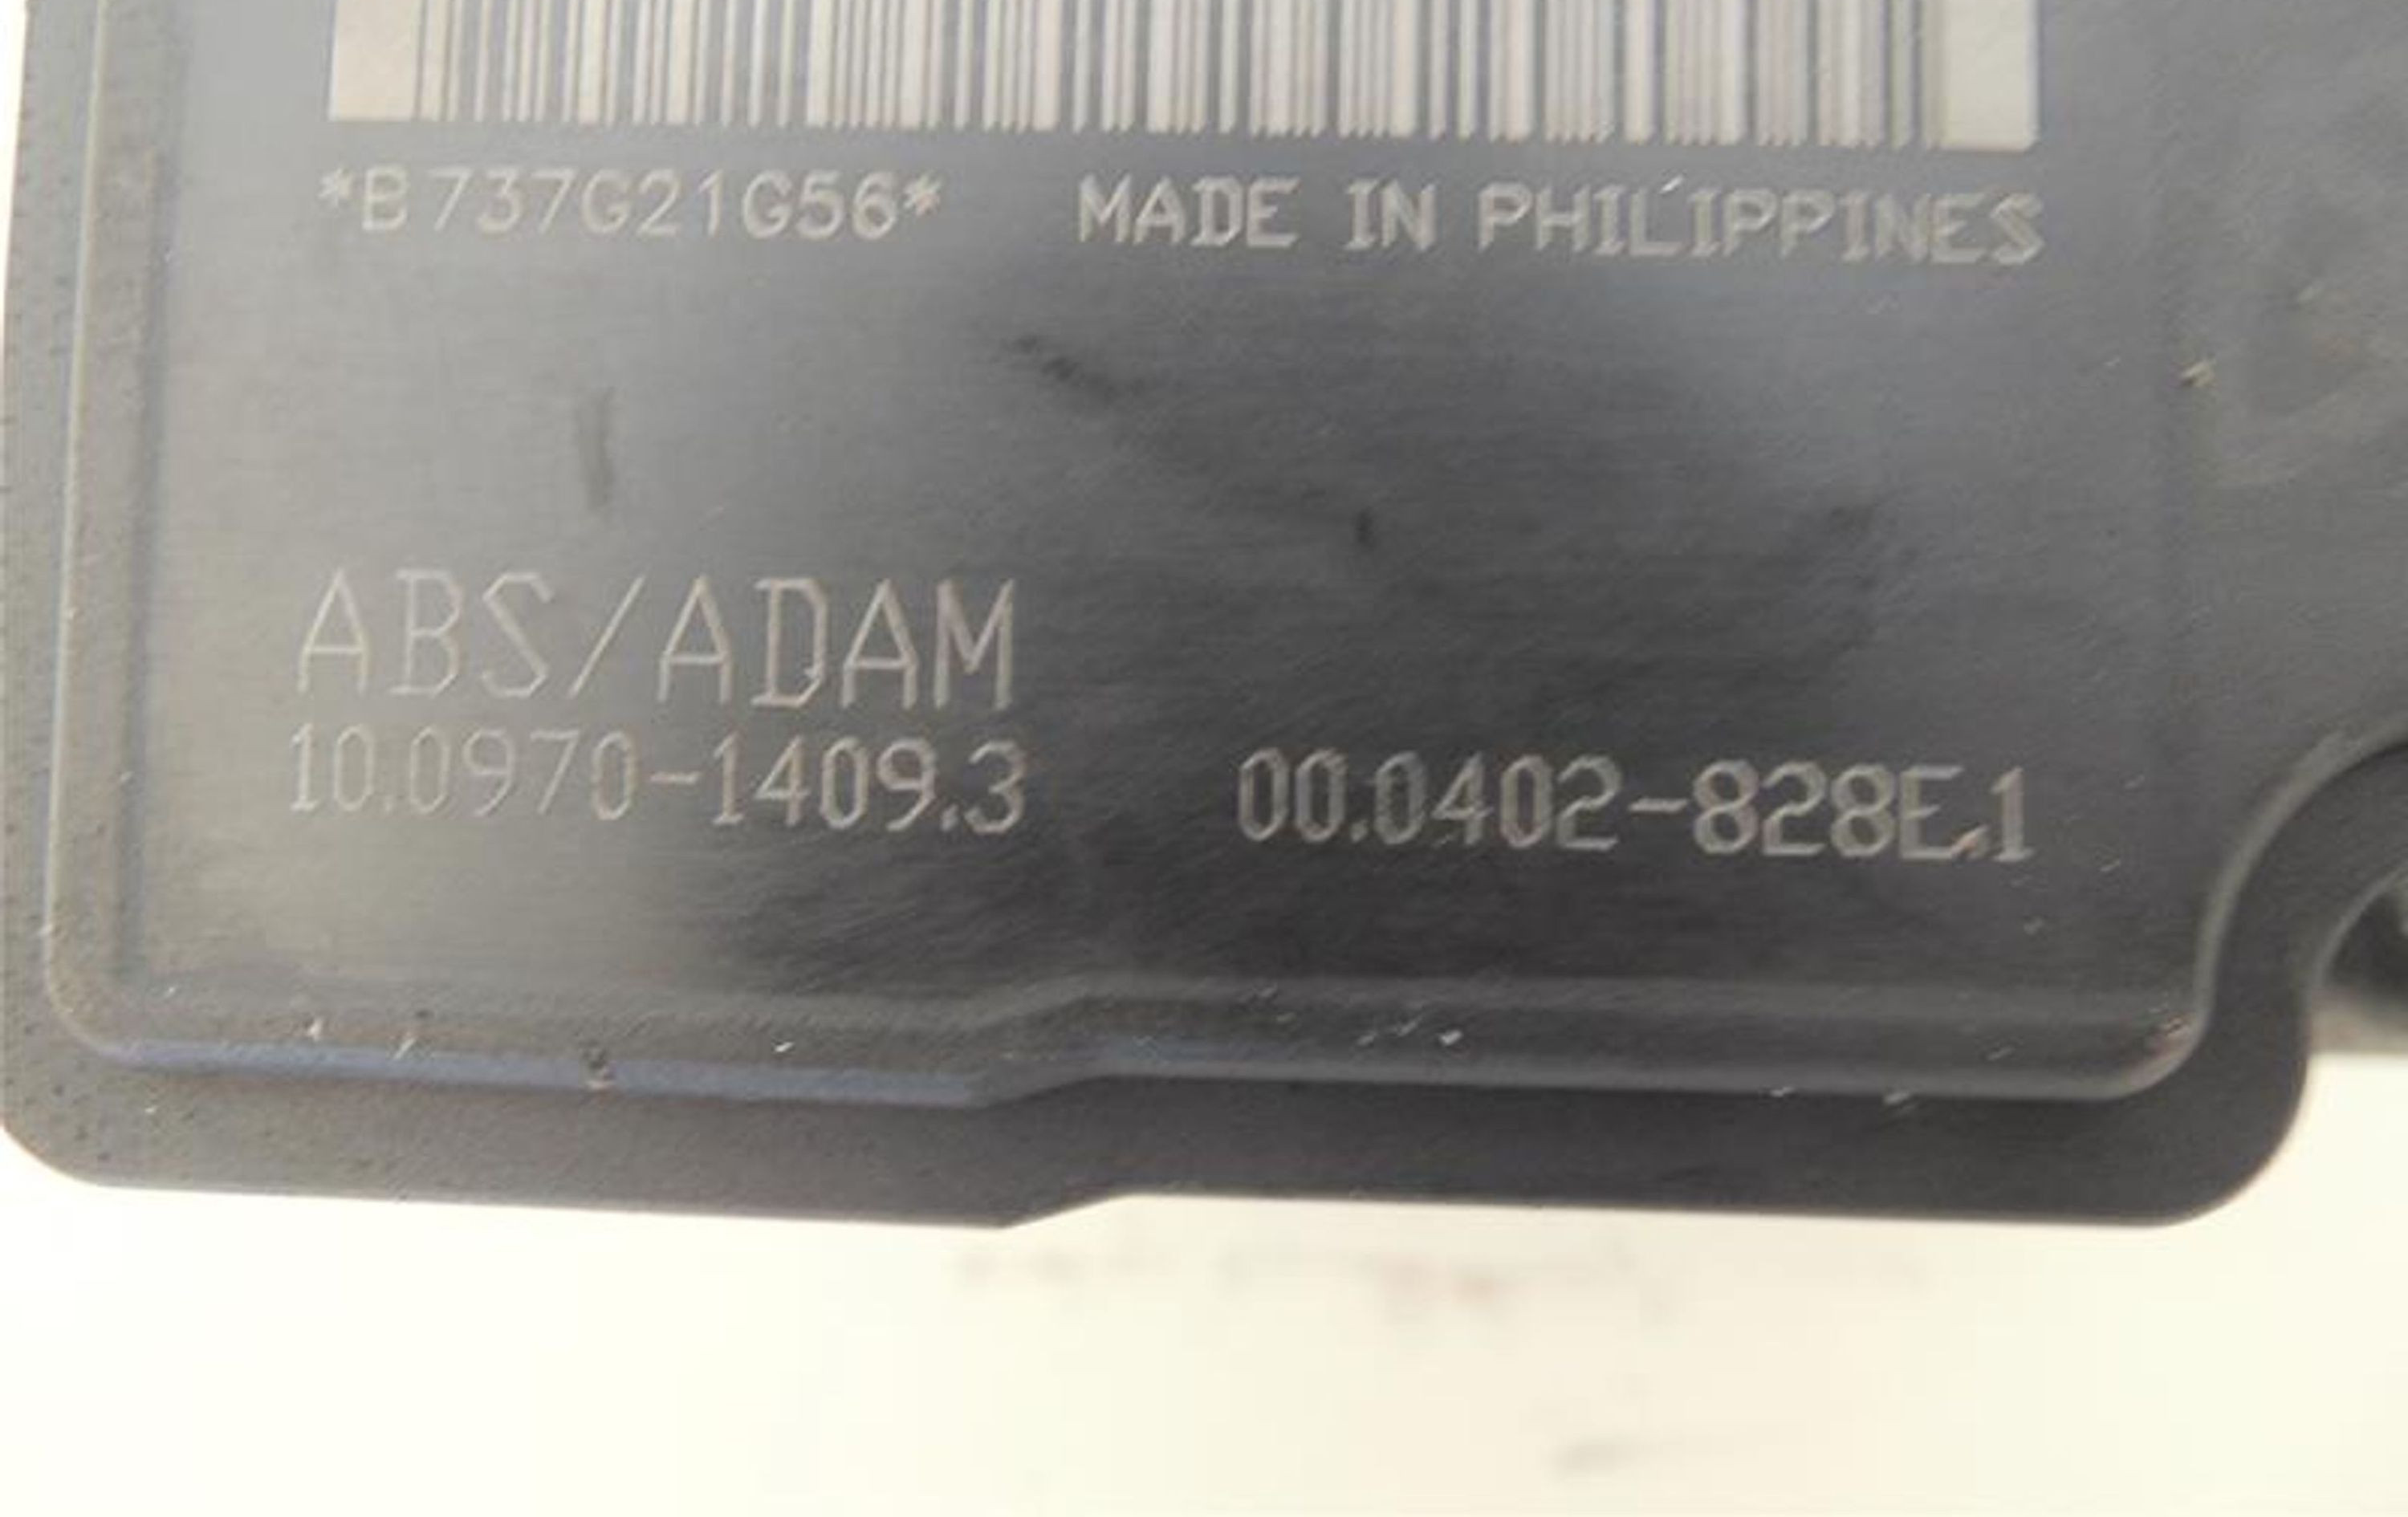 *B737G21G56* MADE IN PHILIPPINES
ABS/ADAM
10.0970-1409.3 00.0402-828E.1